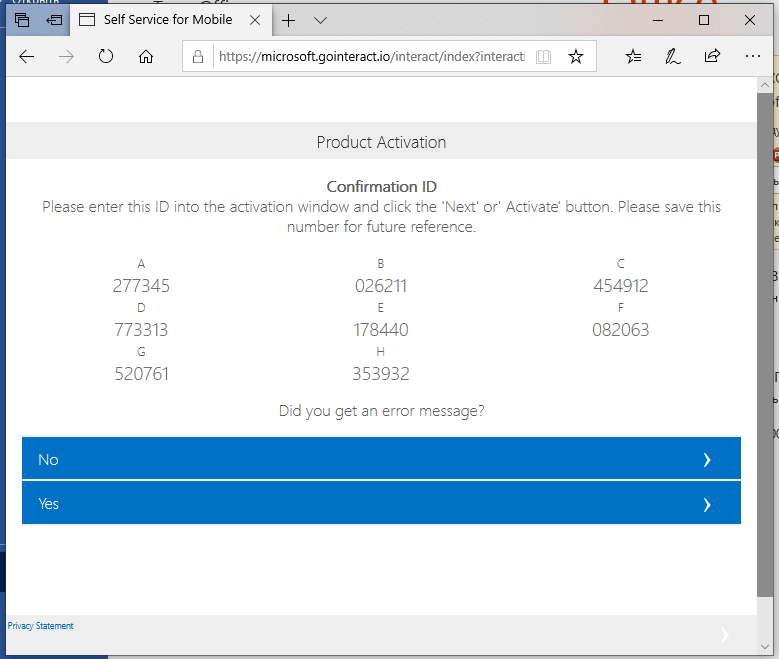 Self Service for Mobile
https://microsoft.gointeract.io/interact/index?interacti
Product Activation
Confirmation ID
Please enter this ID into the activation window and click the 'Next' or' Activate' button. Please save this
number for future reference.
A B C
277345 026211 454912
D E F
773313 178440 082063
G H
520761 353932
Did you get an error message?
No
Yes
Privacy Statement